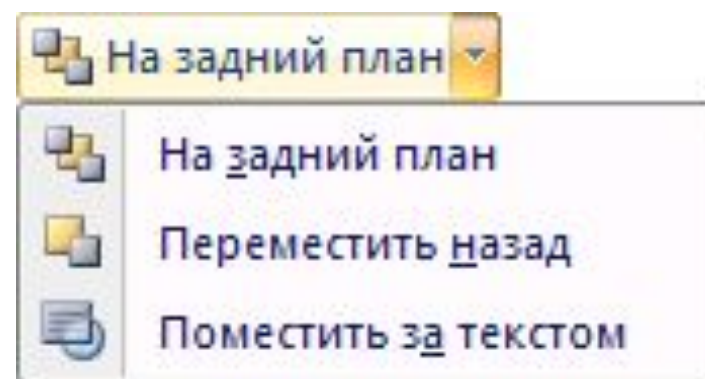 На задний план
На задний план
Переместить назад
Поместить за текстом